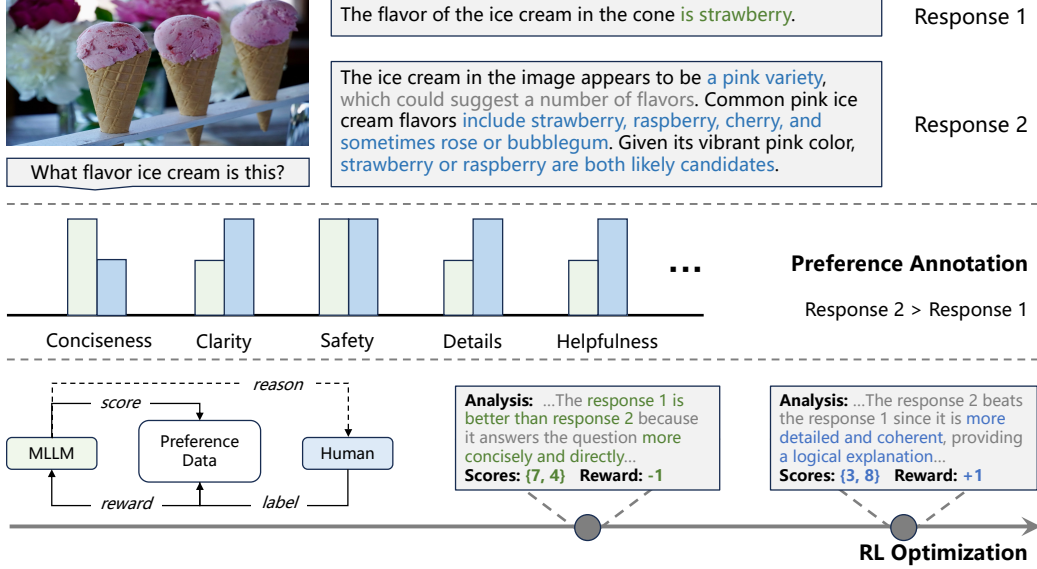 The flavor of the ice cream in the cone is strawberry.
Response 1
The ice cream in the image appears to be a pink variety,
which could suggest a number of flavors. Common pink ice
cream flavors include strawberry, raspberry, cherry, and
sometimes rose or bubblegum. Given its vibrant pink color,
strawberry or raspberry are both likely candidates.
Response 2
What flavor ice cream is this?
...
Preference Annotation
Response 2 > Response 1
Conciseness
Clarity
Safety
Details
Helpfulness
reason
score
MLLM
Preference
Data
Human
reward
label
Analysis: ...The response 1 is
better than response 2 because
it answers the question more
concisely and directly...
Scores: {7, 4} Reward: -1
Analysis: ...The response 2 beats
the response 1 since it is more
detailed and coherent, providing
a logical explanation...
Scores: {3, 8} Reward: +1
RL Optimization